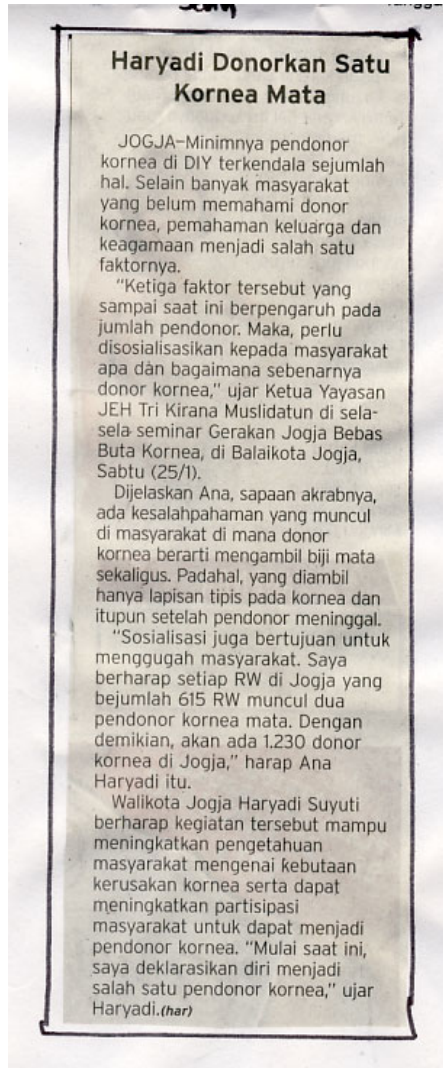 Haryadi Donorkan Satu
Kornea Mata
JOGJA–Minimnya pendonor
kornea di DIY terkendala sejumlah
hal. Selain banyak masyarakat
yang belum memahami donor
kornea, pemahaman keluarga dan
keagamaan menjadi salah satu
faktornya.
"Ketiga faktor tersebut yang
sampai saat ini berpengaruh pada
jumlah pendonor. Maka, perlu
disosialisasikan kepada masyarakat
apa dan bagaimana sebenarnya
donor kornea," ujar Ketua Yayasan
JEH Tri Kirana Muslidatun di sela-
sela seminar Gerakan Jogja Bebas
Buta Kornea, di Balaikota Jogja,
Sabtu (25/1).
Dijelaskan Ana, sapaan akrabnya,
ada kesalahpahaman yang muncul
di masyarakat di mana donor
kornea berarti mengambil biji mata
sekaligus. Padahal, yang diambil
hanya lapisan tipis pada kornea dan
itupun setelah pendonor meninggal.
"Sosialisasi juga bertujuan untuk
menggugah masyarakat. Saya
berharap setiap RW di Jogja yang
bejumlah 615 RW muncul dua
pendonor kornea mata. Dengan
demikian, akan ada 1.230 donor
kornea di Jogja," harap Ana
Haryadi itu.
Walikota Jogja Haryadi Suyuti
berharap kegiatan tersebut mampu
meningkatkan pengetahuan
masyarakat mengenai kebutaan
kerusakan kornea serta dapat
meningkatkan partisipasi
masyarakat untuk dapat menjadi
pendonor kornea. "Mulai saat ini,
saya deklarasikan diri menjadi
salah satu pendonor kornea," ujar
Haryadi.(har)